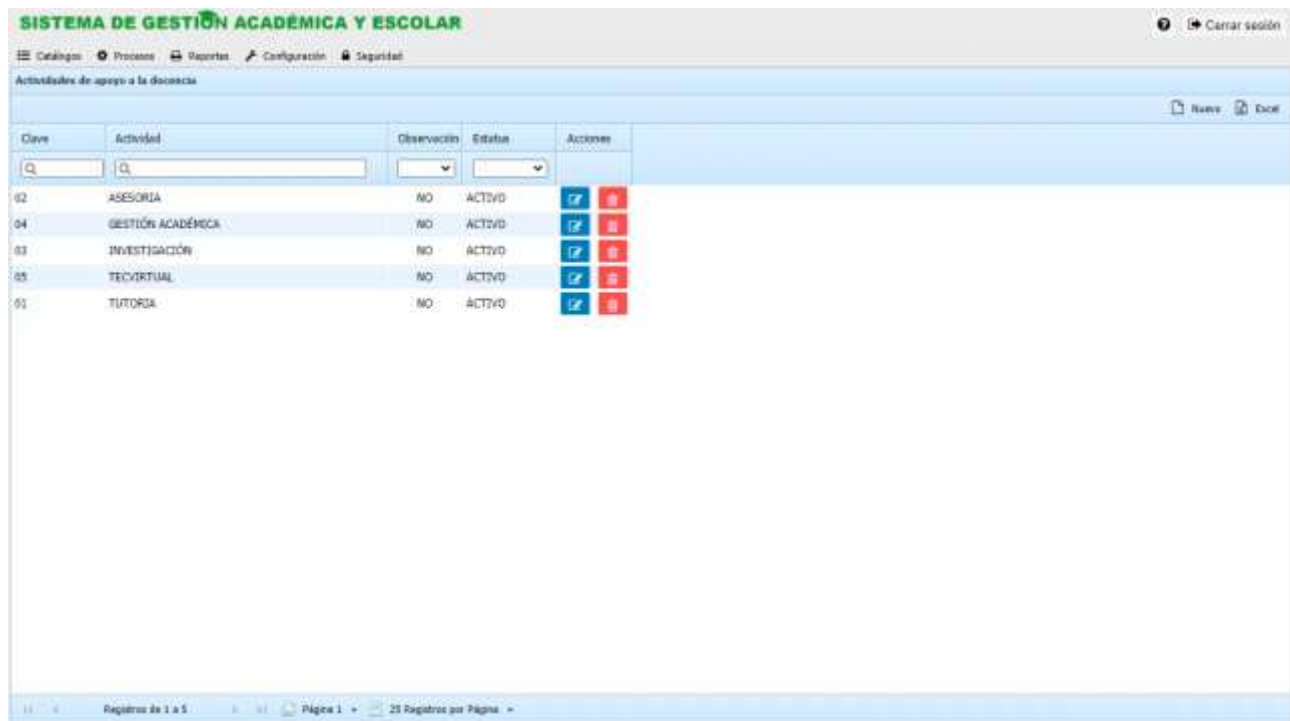 SISTEMA DE GESTIÓN ACADÉMICA Y ESCOLAR
Cerrar sesión
Catálogos Procesos Reportes Configuración Seguridad
Actividades de apoyo a la docencia
Nuevo Excel
Clave Actividad Observación Estatus Acciones
02 ASESORIA NO ACTIVO
04 GESTIÓN ACADÉMICA NO ACTIVO
03 INVESTIGACIÓN NO ACTIVO
05 TECVIRTUAL NO ACTIVO
01 TUTORIA NO ACTIVO
Registros de 1 a 5 Página 1 25 Registros por Página